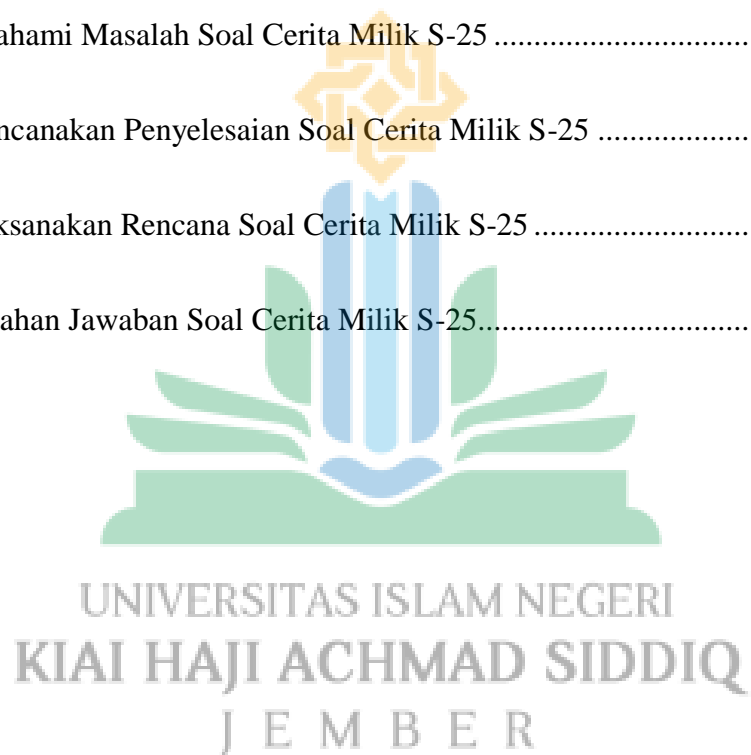 ahami Masalah Soal Cerita Milik S-25 ..............................
ncanakan Penyelesaian Soal Cerita Milik S-25 ...................
ksanakan Rencana Soal Cerita Milik S-25 .........................
ahan Jawaban Soal Cerita Milik S-25..................................
UNIVERSITAS ISLAM NEGERI
KIAI HAJI ACHMAD SIDDIQ
JEMBER